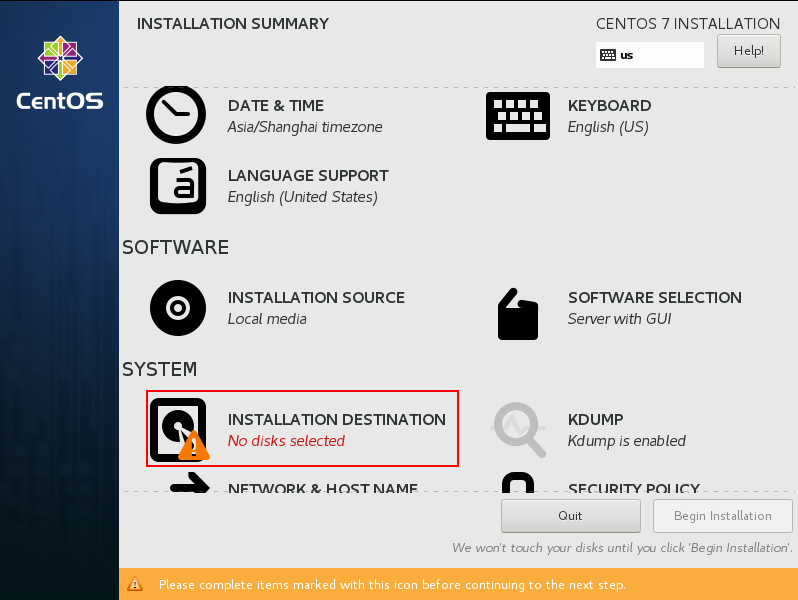 INSTALLATION SUMMARY
CENTOS 7 INSTALLATION
us
Help!
CentOS
DATE & TIME
Asia/Shanghai timezone
KEYBOARD
English (US)
á
LANGUAGE SUPPORT
English (United States)
SOFTWARE
INSTALLATION SOURCE
Local media
SOFTWARE SELECTION
Server with GUI
SYSTEM
INSTALLATION DESTINATION
No disks selected
KDUMP
Kdump is enabled
NETWORK & HOST NAME
SECURITY POLICY
Quit
Begin Installation
We won't touch your disks until you click 'Begin Installation'.
Please complete items marked with this icon before continuing to the next step.